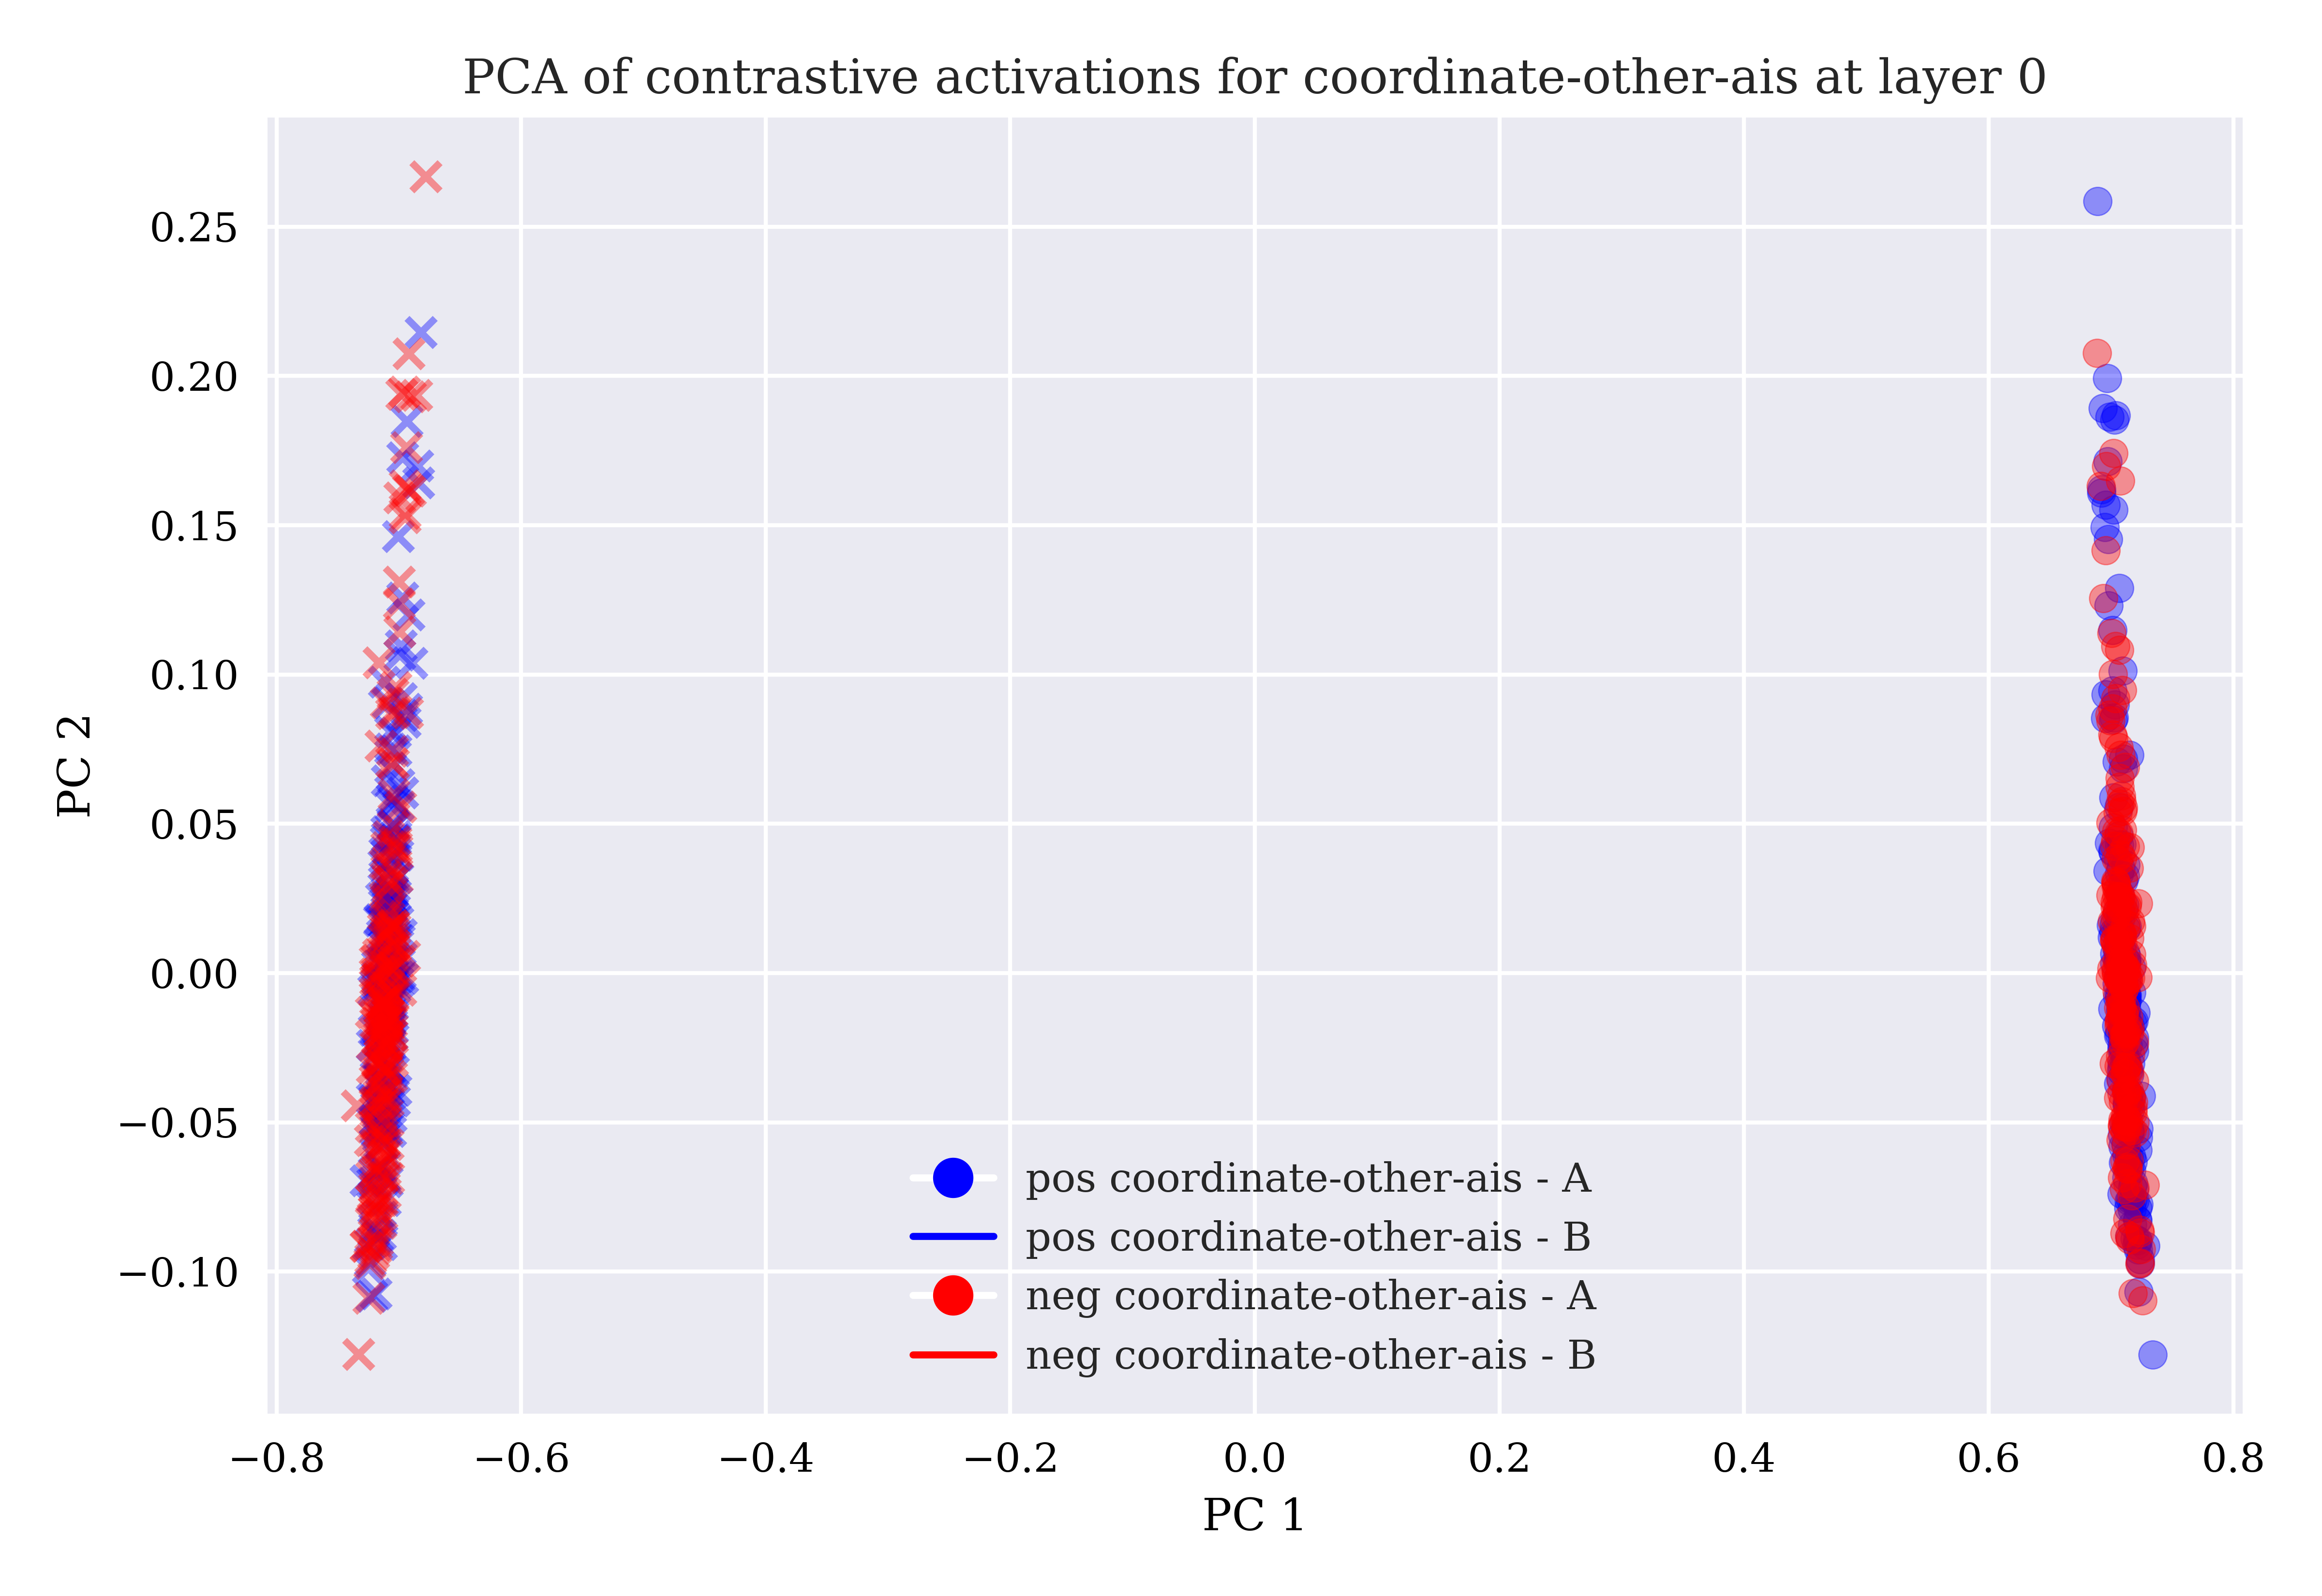 PCA of contrastive activations for coordinate-other-ais at layer 0
0.25
0.20
0.15
0.10
0.05
0.00
−0.05
−0.10
PC 2
pos coordinate-other-ais - A
pos coordinate-other-ais - B
neg coordinate-other-ais - A
neg coordinate-other-ais - B
−0.8 −0.6 −0.4 −0.2 0.0 0.2 0.4 0.6 0.8
PC 1